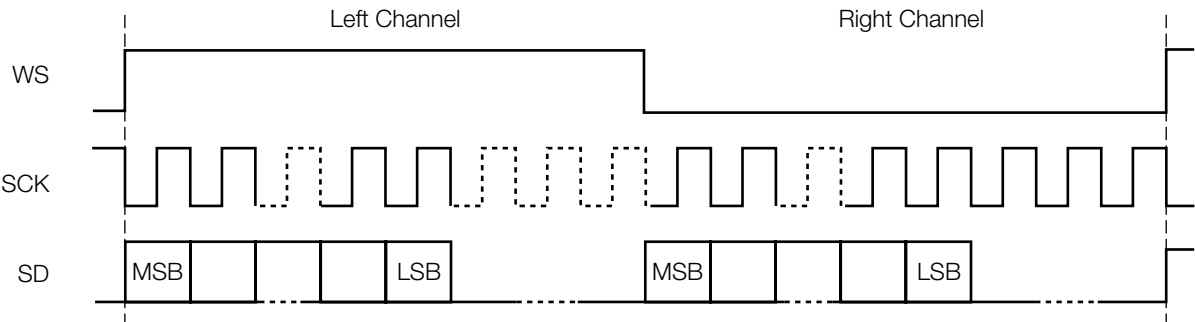 Left Channel Right Channel
WS
SCK
SD MSB LSB MSB LSB